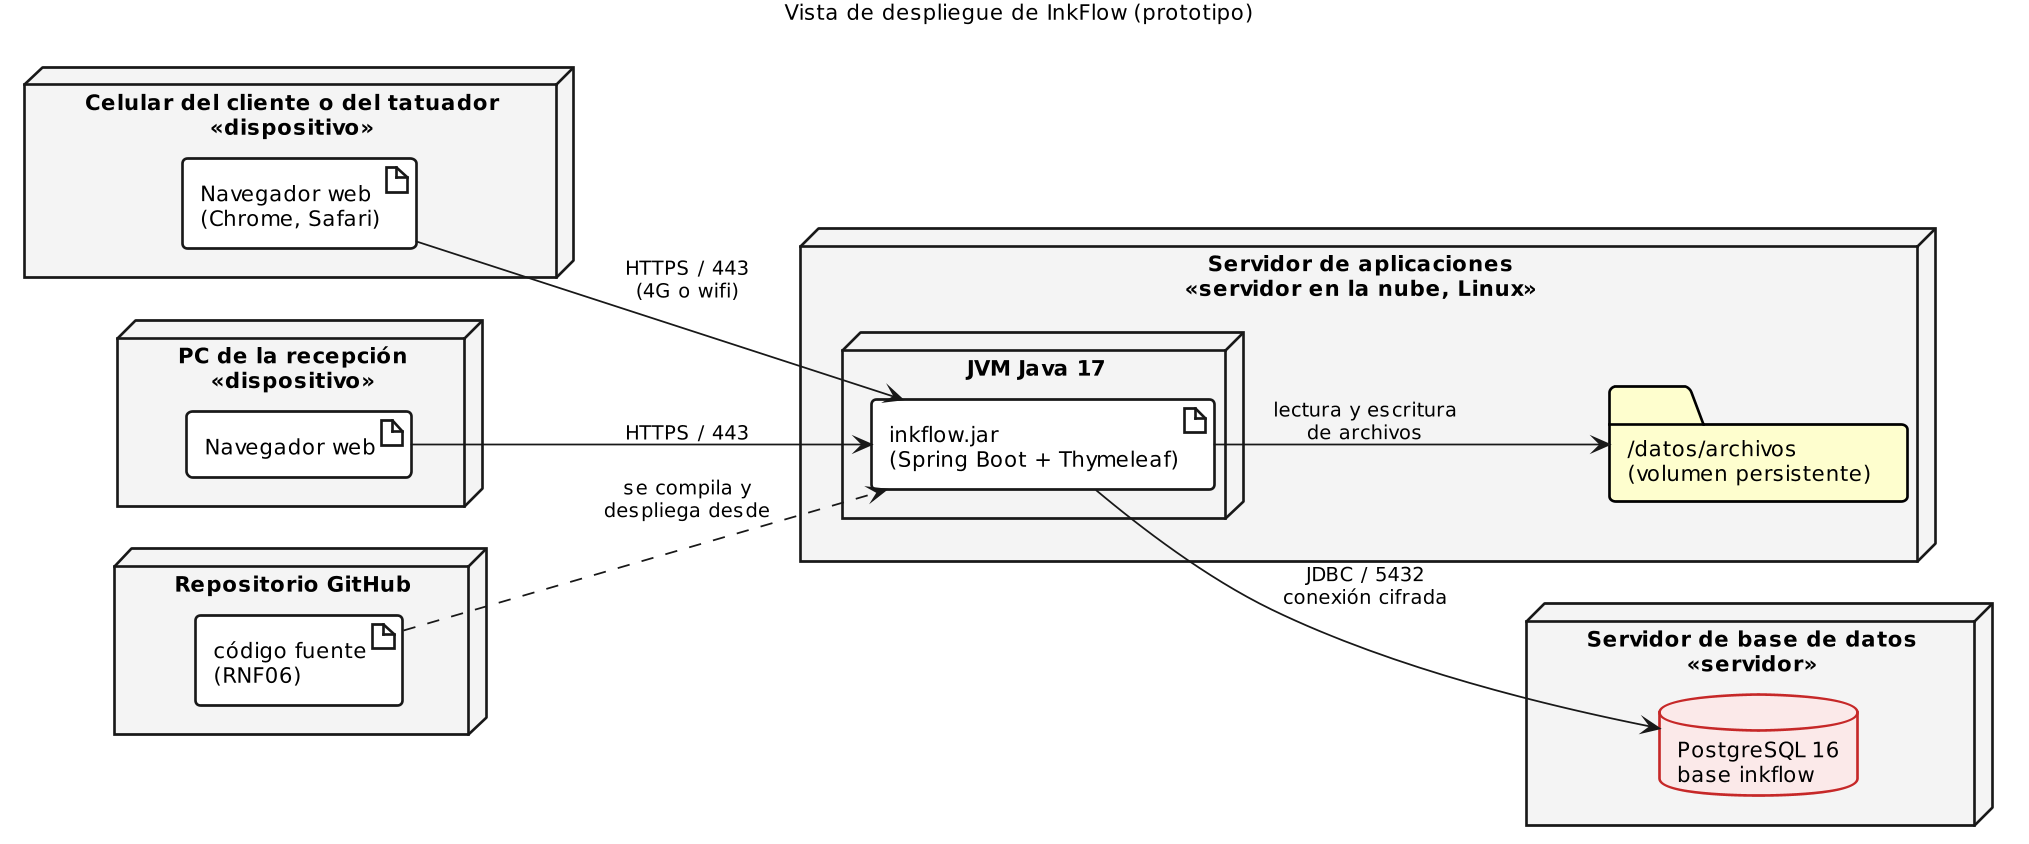 Vista de despliegue de InkFlow (prototipo)
Celular del cliente o del tatuador
«dispositivo»
Navegador web
(Chrome, Safari)
HTTPS / 443
(4G o wifi)
PC de la recepción
«dispositivo»
Navegador web
HTTPS / 443
Repositorio GitHub
código fuente
(RNF06)
se compila y
despliega desde
Servidor de aplicaciones
«servidor en la nube, Linux»
JVM Java 17
inkflow.jar
(Spring Boot + Thymeleaf)
lectura y escritura
de archivos
/datos/archivos
(volumen persistente)
JDBC / 5432
conexión cifrada
Servidor de base de datos
«servidor»
PostgreSQL 16
base inkflow